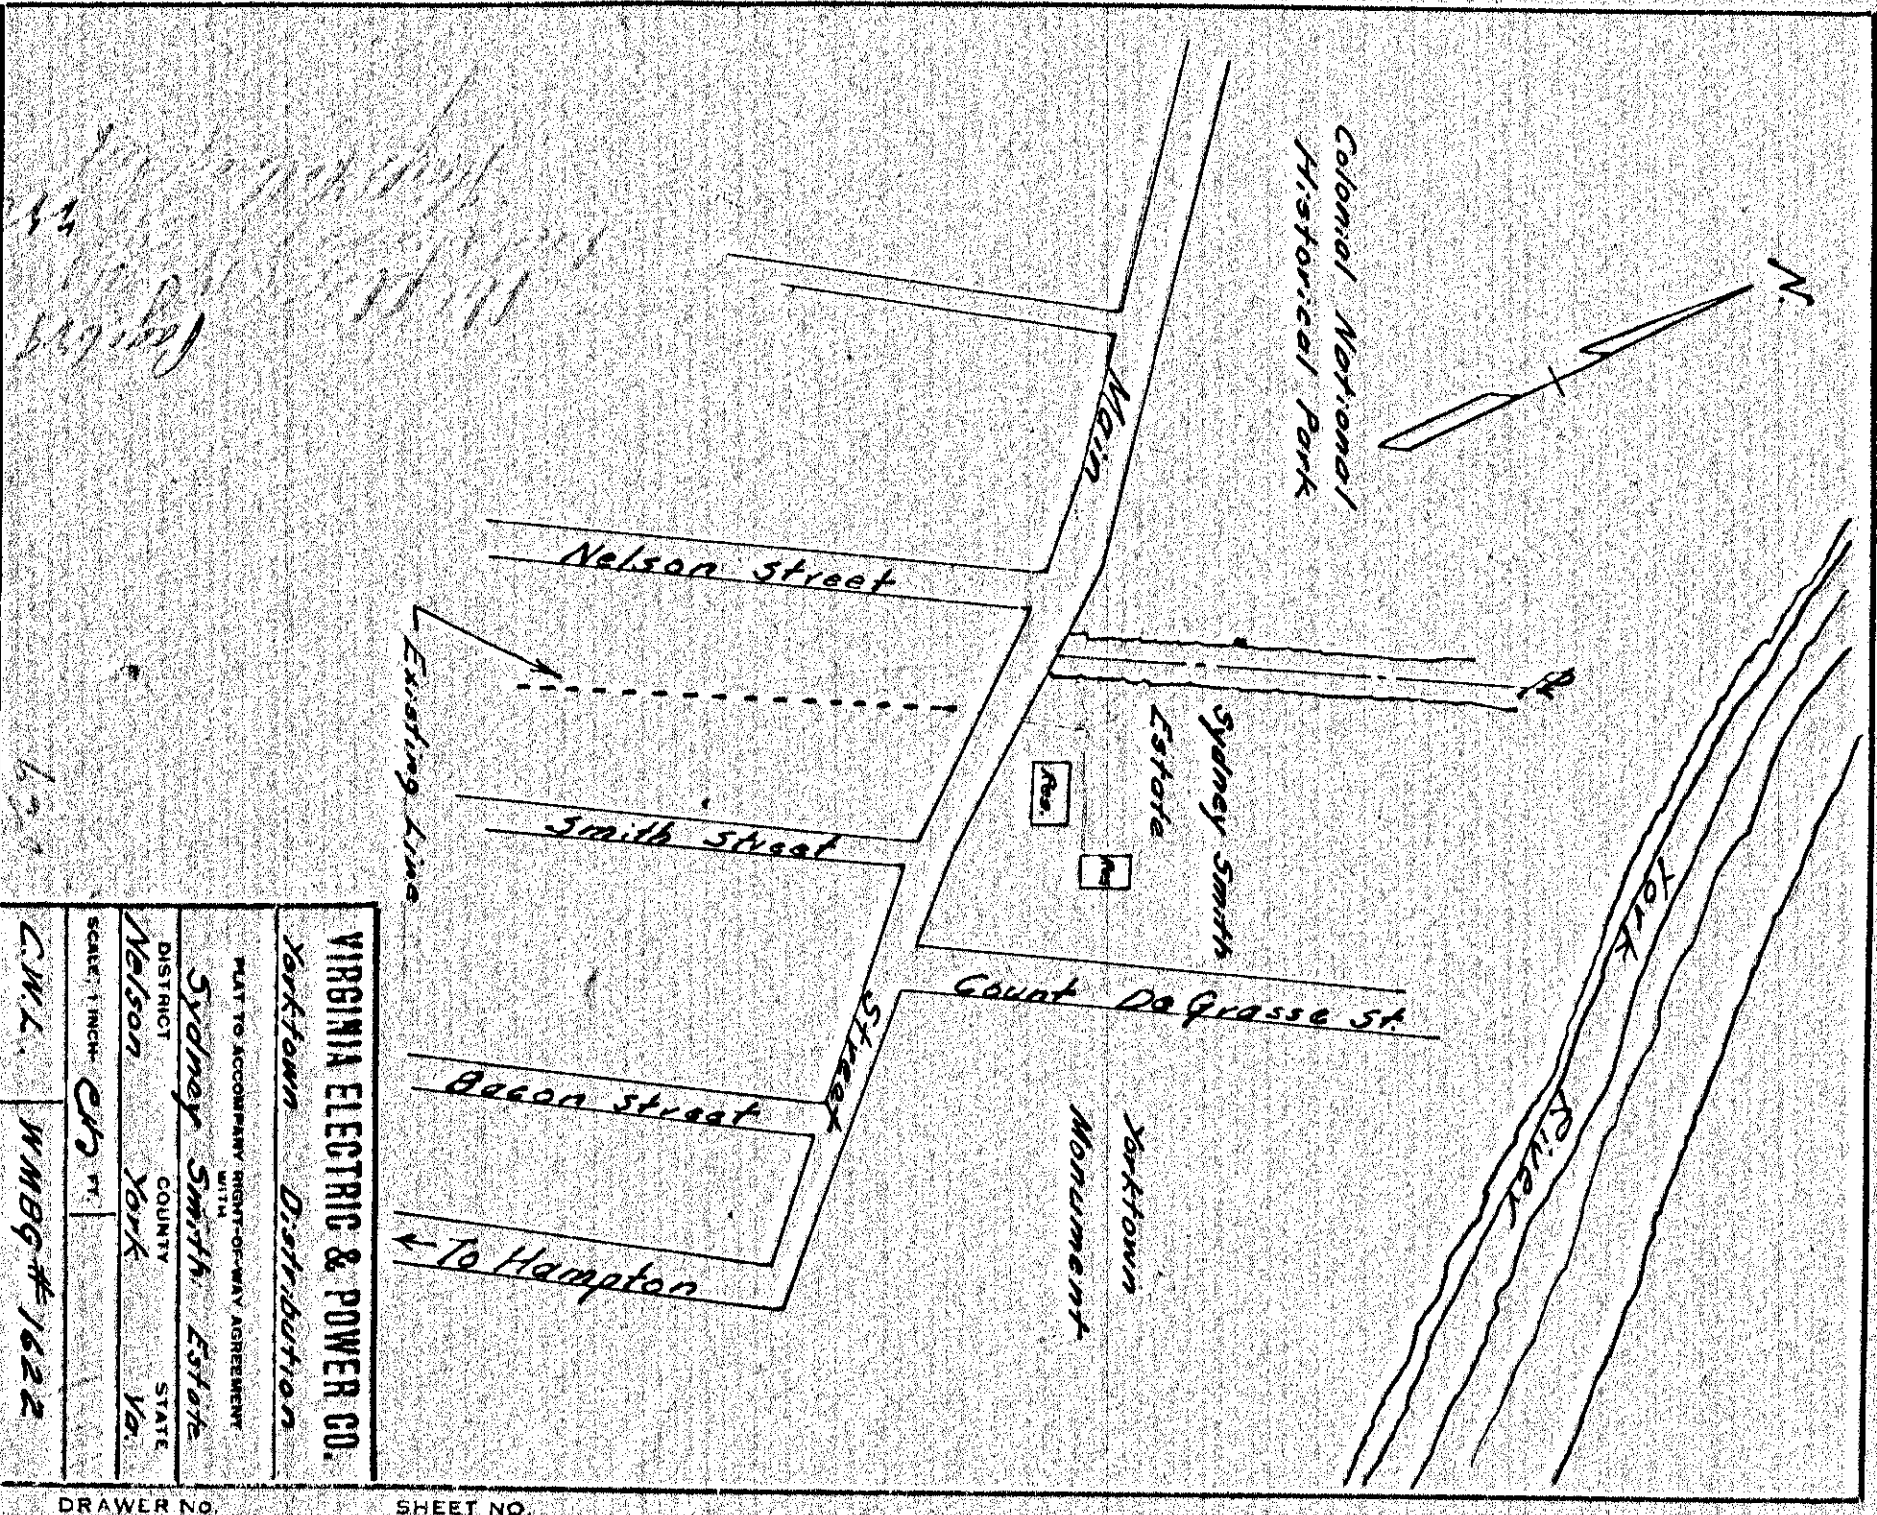 N.
Colonial National
Historical Park
York River
Main Street
Nelson Street
Sydney Smith
Estate
Res.
Res
Smith Street
Existing Line
Count De Grasse St.
Bacon Street
Yorktown
Monument
← To Hampton
VIRGINIA ELECTRIC & POWER CO.
Yorktown Distribution
PLAT TO ACCOMPANY RIGHT-OF-WAY AGREEMENT
WITH
Sydney Smith Estate
DISTRICT COUNTY STATE
Nelson York Va.
SCALE, 1 INCH= FT.
C.W.L. WMBG # 1622
DRAWER NO.
SHEET NO.